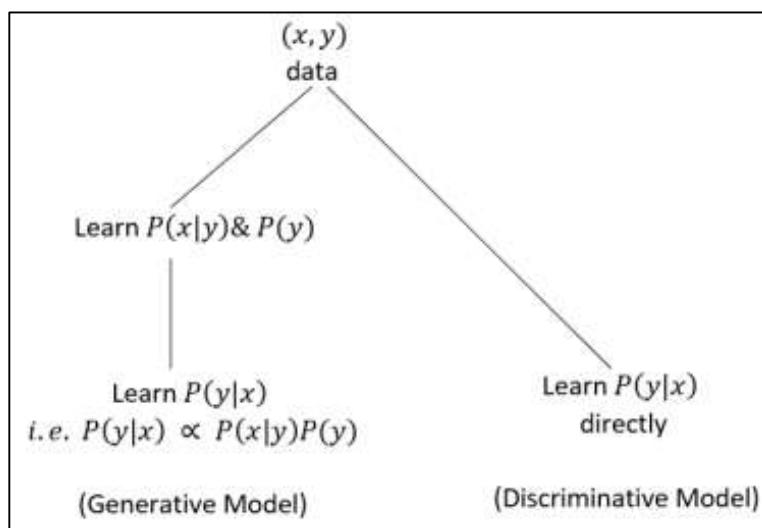 (x, y)
data
Learn P(x|y)& P(y)
Learn P(y|x)
i.e. P(y|x) ∝ P(x|y)P(y)
(Generative Model)
Learn P(y|x)
directly
(Discriminative Model)